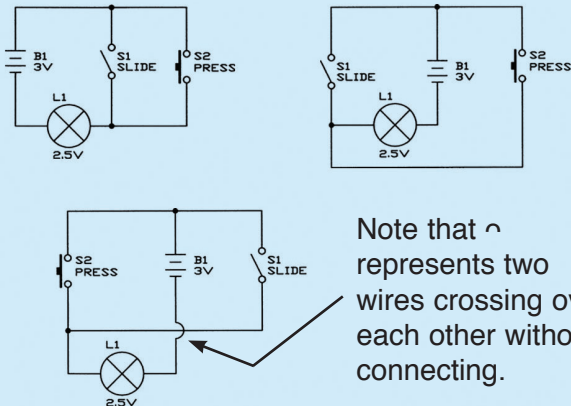 B1
3V
S1
SLIDE
S2
PRESS
L1
2.5V
S1
SLIDE
L1
2.5V
B1
3V
S2
PRESS
S2
PRESS
B1
3V
S1
SLIDE
L1
2.5V
Note that
represents two
wires crossing
each other
connecting.